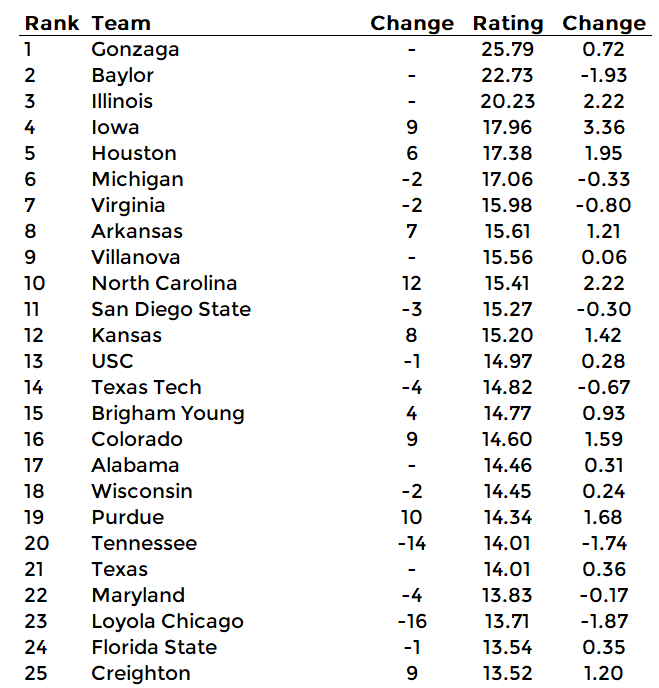 Rank Team Change Rating Change
1 Gonzaga - 25.79 0.72
2 Baylor - 22.73 -1.93
3 Illinois - 20.23 2.22
4 Iowa 9 17.96 3.36
5 Houston 6 17.38 1.95
6 Michigan -2 17.06 -0.33
7 Virginia -2 15.98 -0.80
8 Arkansas 7 15.61 1.21
9 Villanova - 15.56 0.06
10 North Carolina 12 15.41 2.22
11 San Diego State -3 15.27 -0.30
12 Kansas 8 15.20 1.42
13 USC -1 14.97 0.28
14 Texas Tech -4 14.82 -0.67
15 Brigham Young 4 14.77 0.93
16 Colorado 9 14.60 1.59
17 Alabama - 14.46 0.31
18 Wisconsin -2 14.45 0.24
19 Purdue 10 14.34 1.68
20 Tennessee -14 14.01 -1.74
21 Texas - 14.01 0.36
22 Maryland -4 13.83 -0.17
23 Loyola Chicago -16 13.71 -1.87
24 Florida State -1 13.54 0.35
25 Creighton 9 13.52 1.20